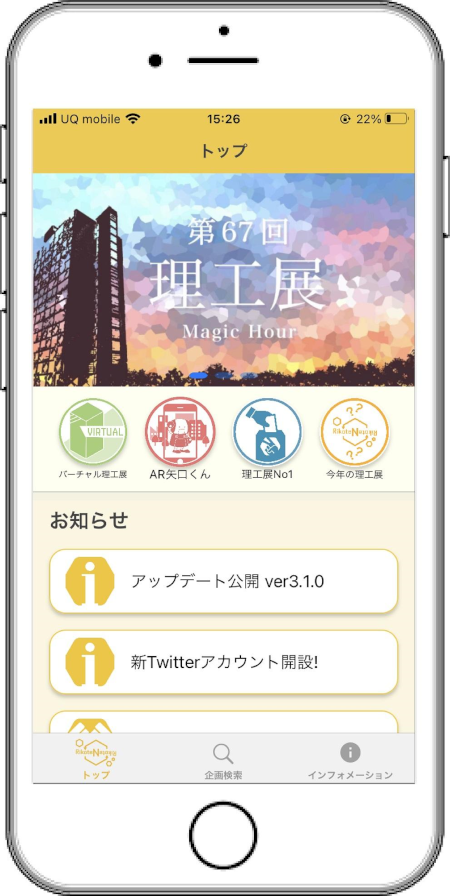 UQ mobile 15:26 22%
トップ
第67回
理工展
Magic Hour
VIRTUAL
RikotenNavi
バーチャル理工展
AR矢口くん
理工展No1
今年の理工展
お知らせ
アップデート公開 ver3.1.0
新Twitterアカウント開設!
RikotenNavi
トップ
企画検索
インフォメーション